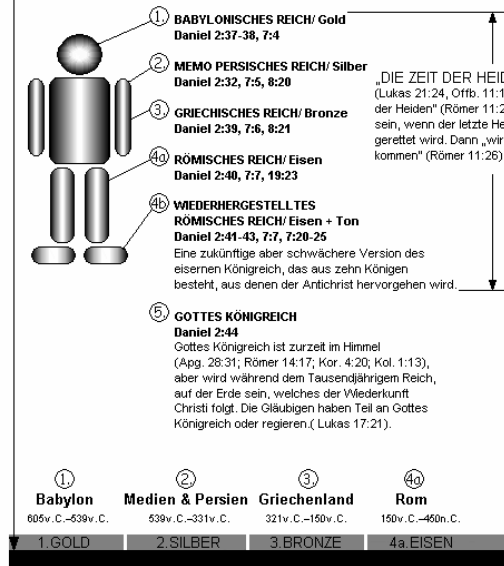 1. BABYLONISCHES REICH/ Gold
Daniel 2:37-38, 7:4
2. MEMO PERSISCHES REICH/ Silber
Daniel 2:32, 7:5, 8:20
3. GRIECHISCHES REICH/ Bronze
Daniel 2:39, 7:6, 8:21
4a RÖMISCHES REICH/ Eisen
Daniel 2:40, 7:7, 19:23
4b WIEDERHERGESTELLTES
RÖMISCHES REICH/ Eisen + Ton
Daniel 2:41-43, 7:7, 7:20-25
Eine zukünftige aber schwächere Version des
eisernen Königreich, das aus zehn Königen
besteht, aus denen der Antichrist hervorgehen wird.
„DIE ZEIT DER HEID
(Lukas 21:24, Offb. 11:1
der Heiden" (Römer 11:2
sein, wenn der letzte He
gerettet wird. Dann „wir
kommen" (Römer 11:26)
5. GOTTES KÖNIGREICH
Daniel 2:44
Gottes Königreich ist zurzeit im Himmel
(Apg. 28:31; Römer 14:17; Kor. 4:20; Kol. 1:13),
aber wird während dem Tausendjährigem Reich,
auf der Erde sein, welches der Wiederkunft
Christi folgt. Die Gläubigen haben Teil an Gottes
Königreich oder regieren.( Lukas 17:21).
1. 2. 3. 4a
Babylon Medien & Persien Griechenland Rom
605v.C.–539v.C. 539v.C.–331v.C. 321v.C.–150v.C. 150v.C.–450n.C.
1.GOLD 2.SILBER 3.BRONZE 4a.EISEN